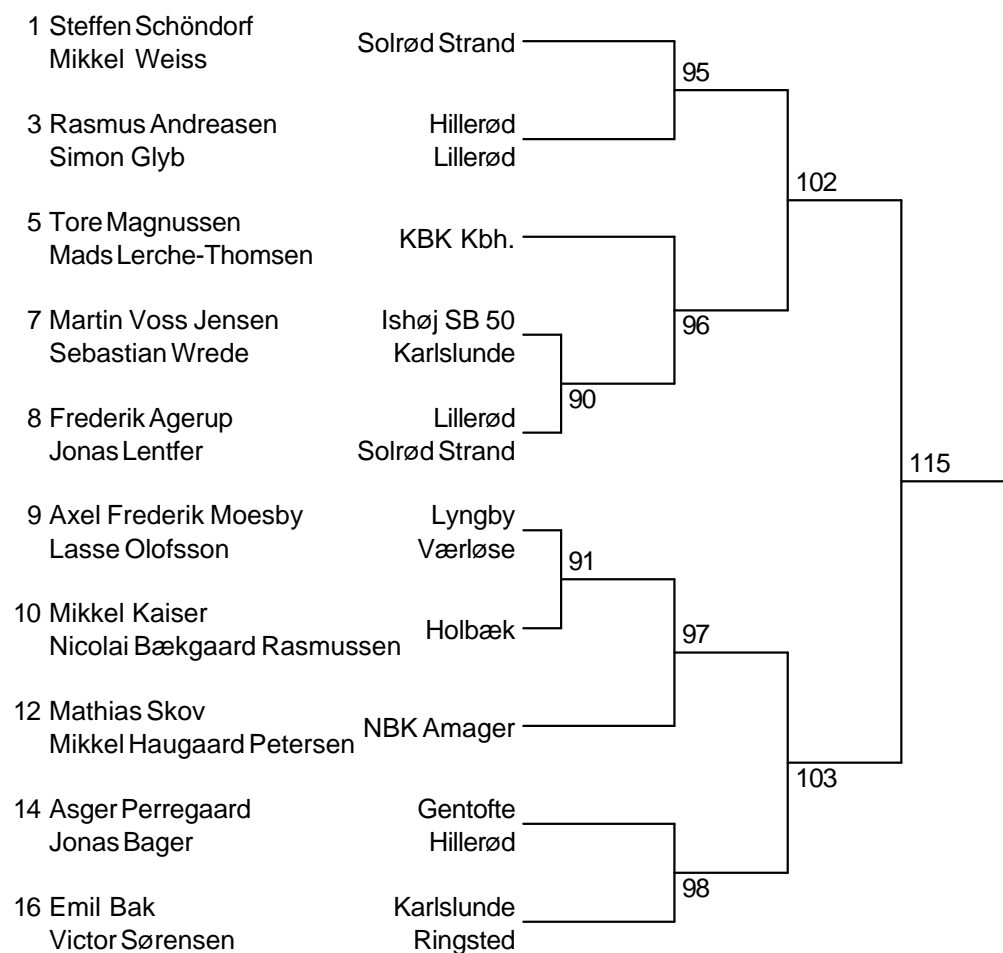 1 Steffen Schöndorf
Mikkel Weiss
Solrød Strand
95
3 Rasmus Andreasen
Simon Glyb
Hillerød
Lillerød
102
5 Tore Magnussen
Mads Lerche-Thomsen
KBK Kbh.
96
7 Martin Voss Jensen
Sebastian Wrede
Ishøj SB 50
Karlslunde
90
8 Frederik Agerup
Jonas Lentfer
Lillerød
Solrød Strand
115
9 Axel Frederik Moesby
Lasse Olofsson
Lyngby
Værløse
91
10 Mikkel Kaiser
Nicolai Bækgaard Rasmussen
Holbæk
97
12 Mathias Skov
Mikkel Haugaard Petersen
NBK Amager
103
14 Asger Perregaard
Jonas Bager
Gentofte
Hillerød
98
16 Emil Bak
Victor Sørensen
Karlslunde
Ringsted